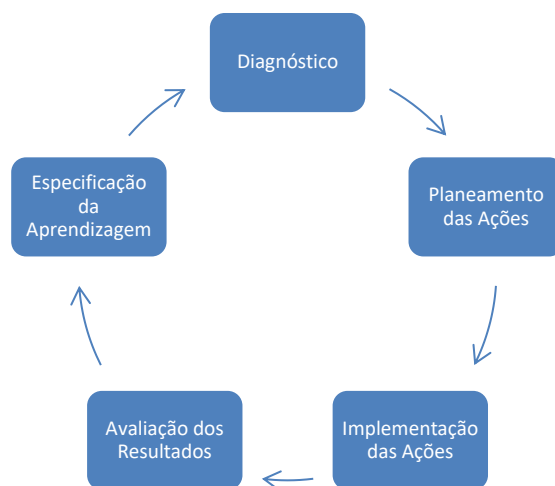 Diagnóstico
Planeamento
das Ações
Implementação
das Ações
Avaliação dos
Resultados
Especificação
da
Aprendizagem